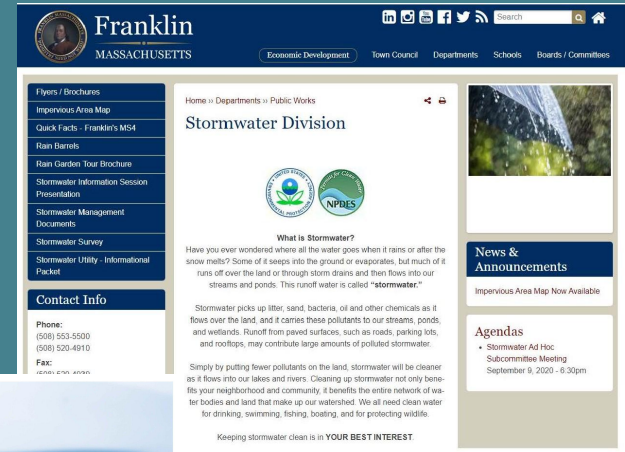 Franklin
MASSACHUSETTS
Search
Economic Development
Town Council
Departments
Schools
Boards / Committees
Flyers / Brochures
Impervious Area Map
Quick Facts - Franklin's MS4
Rain Barrels
Rain Garden Tour Brochure
Stormwater Information Session
Presentation
Stormwater Management
Documents
Stormwater Survey
Stormwater Utility - Informational
Packet
Contact Info
Phone:
(508) 553-5500
(508) 520-4910
Fax:
Home ›› Departments ›› Public Works
Stormwater Division
NPDES
What is Stormwater?
Have you ever wondered where all the water goes when it rains or after the
snow melts? Some of it seeps into the ground or evaporates, but much of it
runs off over the land or through storm drains and then flows into our
streams and ponds. This runoff water is called "stormwater."
Stormwater picks up litter, sand, bacteria, oil and other chemicals as it
flows over the land, and it carries these pollutants to our streams, ponds,
and wetlands. Runoff from paved surfaces, such as roads, parking lots,
and rooftops, may contribute large amounts of polluted stormwater.
Simply by putting fewer pollutants on the land, stormwater will be cleaner
as it flows into our lakes and rivers. Cleaning up stormwater not only bene-
fits your neighborhood and community, it benefits the entire network of wa-
ter bodies and land that make up our watershed. We all need clean water
for drinking, swimming, fishing, boating, and for protecting wildlife.
Keeping stormwater clean is in YOUR BEST INTEREST.
News &
Announcements
Impervious Area Map Now Available
Agendas
• Stormwater Ad Hoc
Subcommittee Meeting
September 9, 2020 - 6:30pm